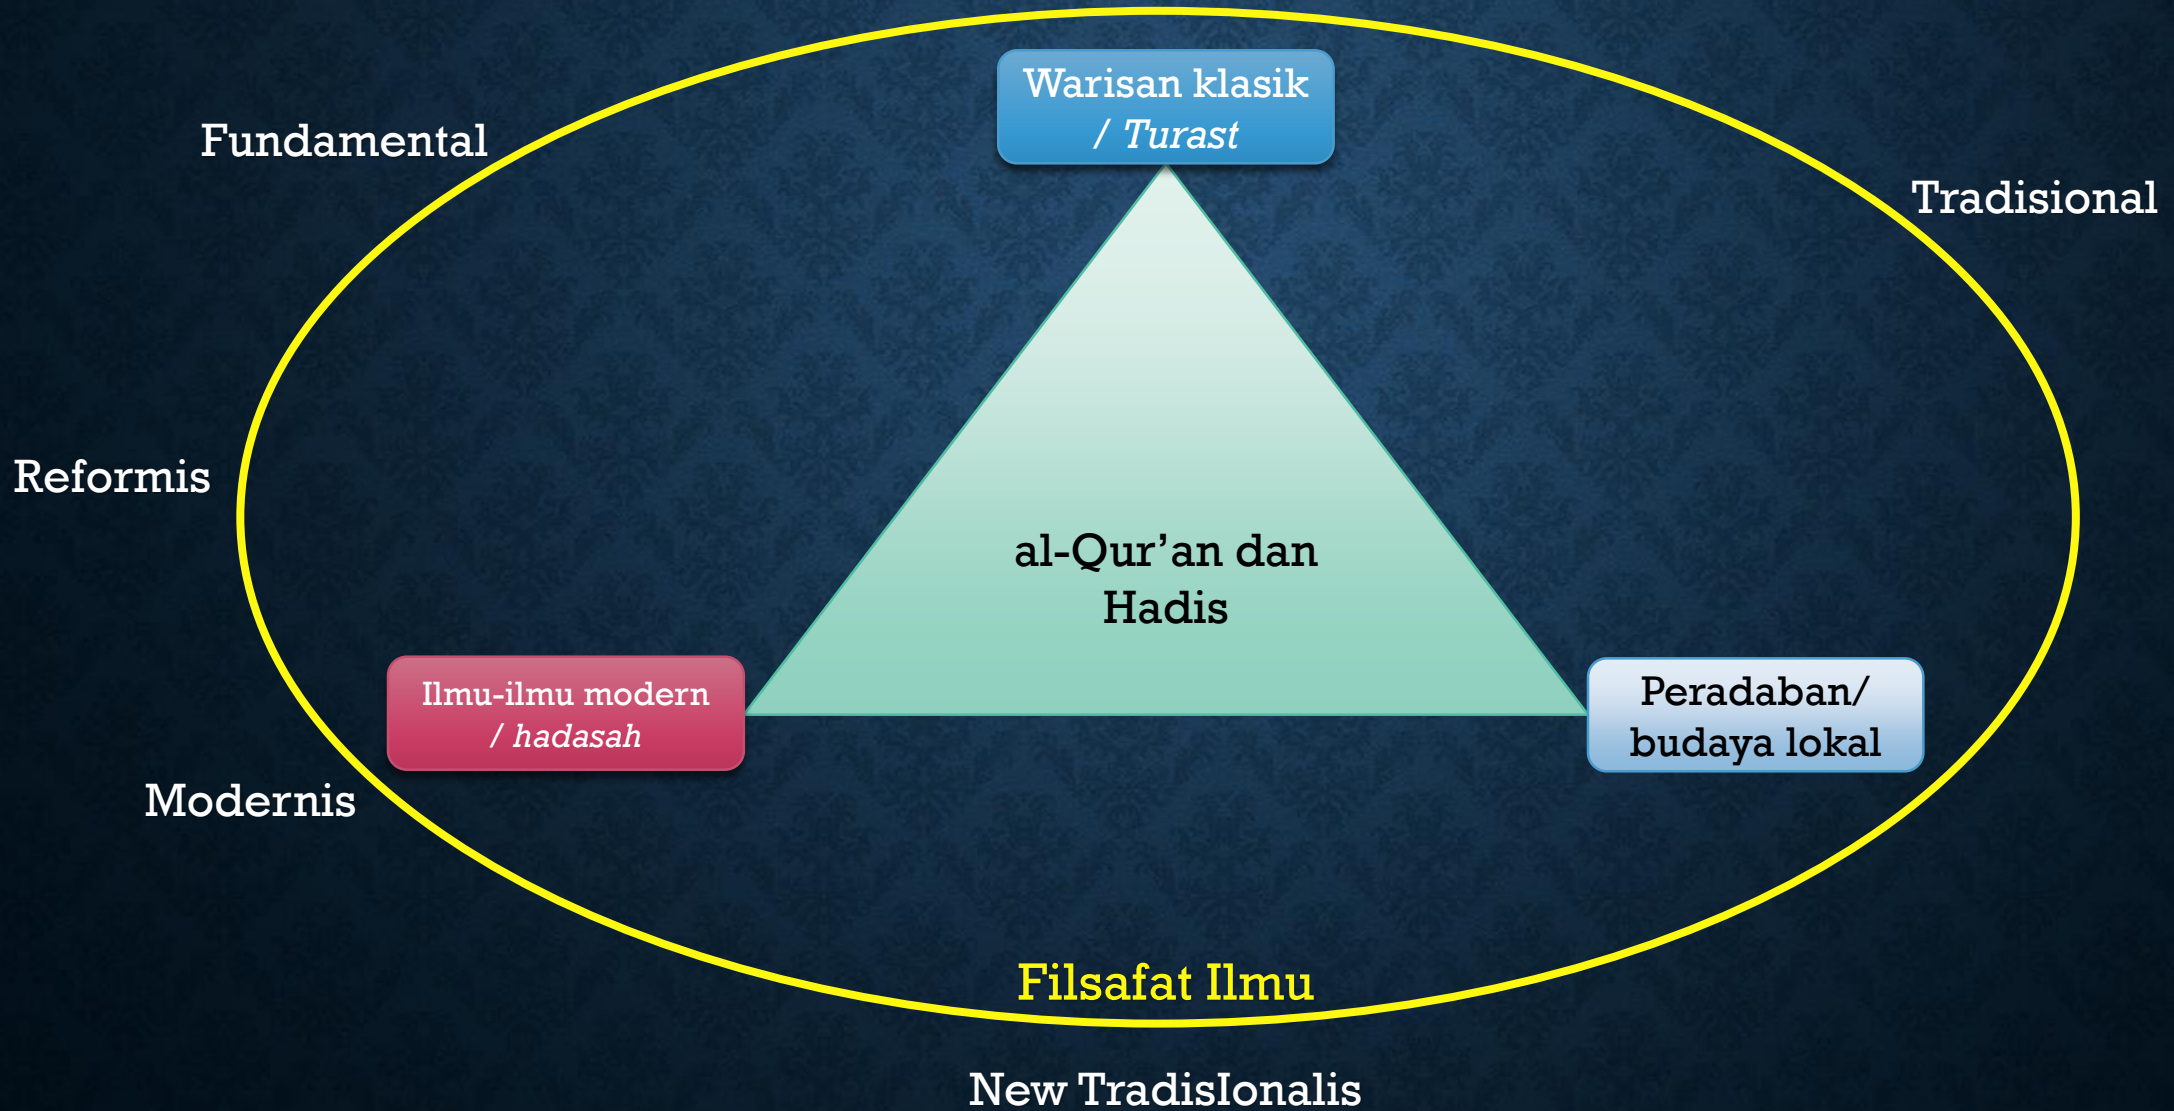 Warisan klasik
/ Turast
Fundamental
Tradisional
Reformis
al-Qur’an dan
Hadis
Ilmu-ilmu modern
/ hadasah
Peradaban/
budaya lokal
Modernis
Filsafat Ilmu
New TradisIonalis